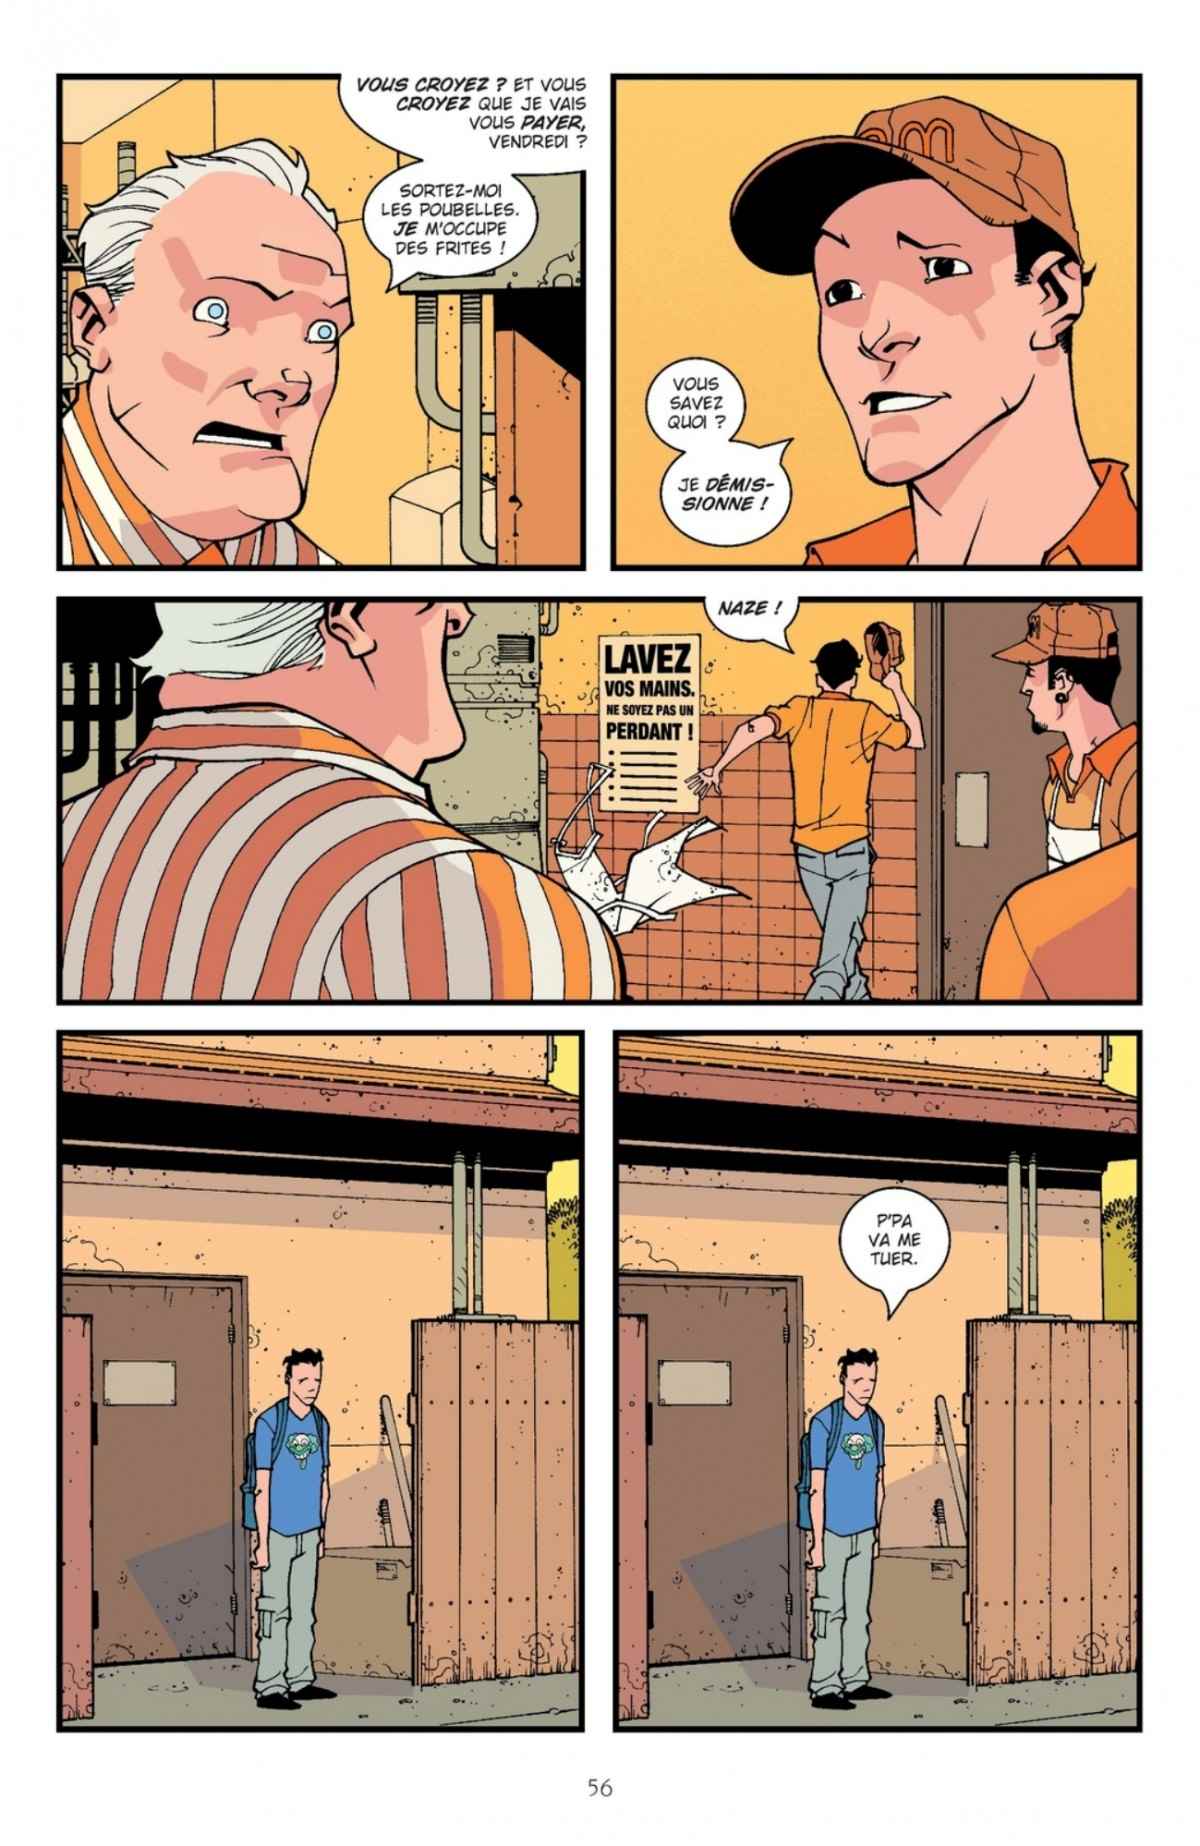 VOUS CROYEZ ? ET VOUS
CROYEZ QUE JE VAIS
VOUS PAYER,
VENDREDI ?
SORTEZ-MOI
LES POUBELLES.
JE M'OCCUPE
DES FRITES !
VOUS
SAVEZ
QUOI ?
JE DÉMIS-
SIONNE !
NAZE !
LAVEZ
VOS MAINS.
NE SOYEZ PAS UN
PERDANT !
P'PA
VA ME
TUER.
56